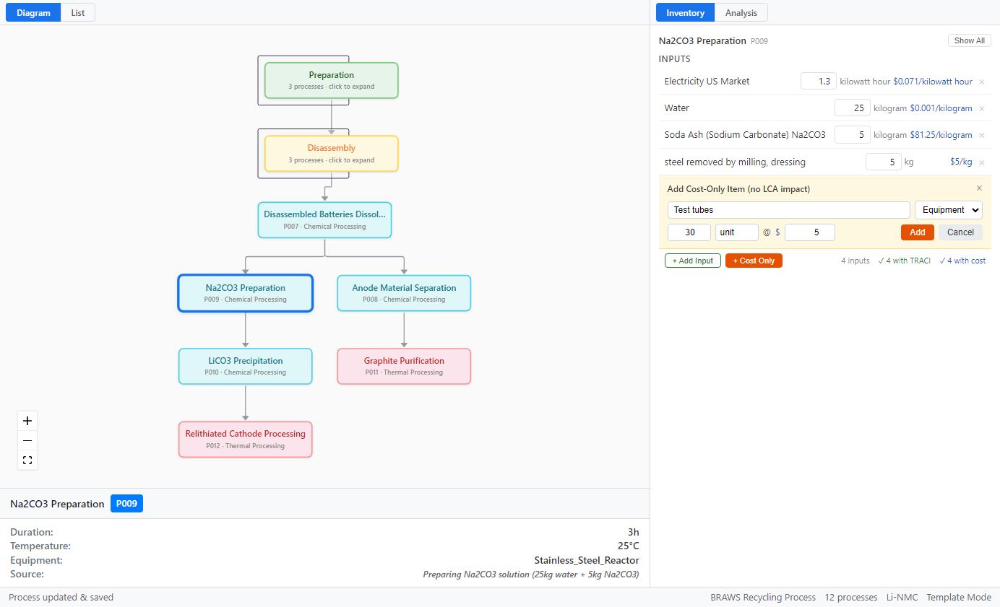 Diagram
List
Preparation
3 processes · click to expand
Disassembly
3 processes · click to expand
Disassembled Batteries Dissol...
P007 · Chemical Processing
Na2CO3 Preparation
P009 · Chemical Processing
Anode Material Separation
P008 · Chemical Processing
LiCO3 Precipitation
P010 · Chemical Processing
Graphite Purification
P011 · Thermal Processing
Relithiated Cathode Processing
P012 · Thermal Processing
Na2CO3 Preparation P009
Duration: 3h
Temperature: 25°C
Equipment: Stainless_Steel_Reactor
Source: Preparing Na2CO3 solution (25kg water + 5kg Na2CO3)
Inventory
Analysis
Na2CO3 Preparation P009 Show All
INPUTS
Electricity US Market 1.3 kilowatt hour $0.071/kilowatt hour ×
Water 25 kilogram $0.001/kilogram ×
Soda Ash (Sodium Carbonate) Na2CO3 5 kilogram $81.25/kilogram ×
steel removed by milling, dressing 5 kg $5/kg ×
Add Cost-Only Item (no LCA impact) ×
Test tubes Equipment
30 unit @ $ 5 Add Cancel
+ Add Input + Cost Only 4 inputs ✓ 4 with TRACI ✓ 4 with cost
Process updated & saved BRAWS Recycling Process 12 processes Li-NMC Template Mode